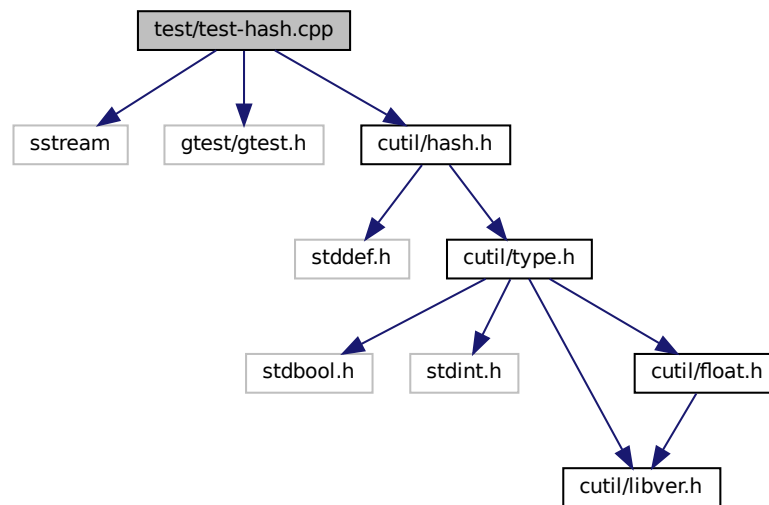 test/test-hash.cpp
sstream
gtest/gtest.h
cutil/hash.h
stddef.h
cutil/type.h
stdbool.h
stdint.h
cutil/float.h
cutil/libver.h